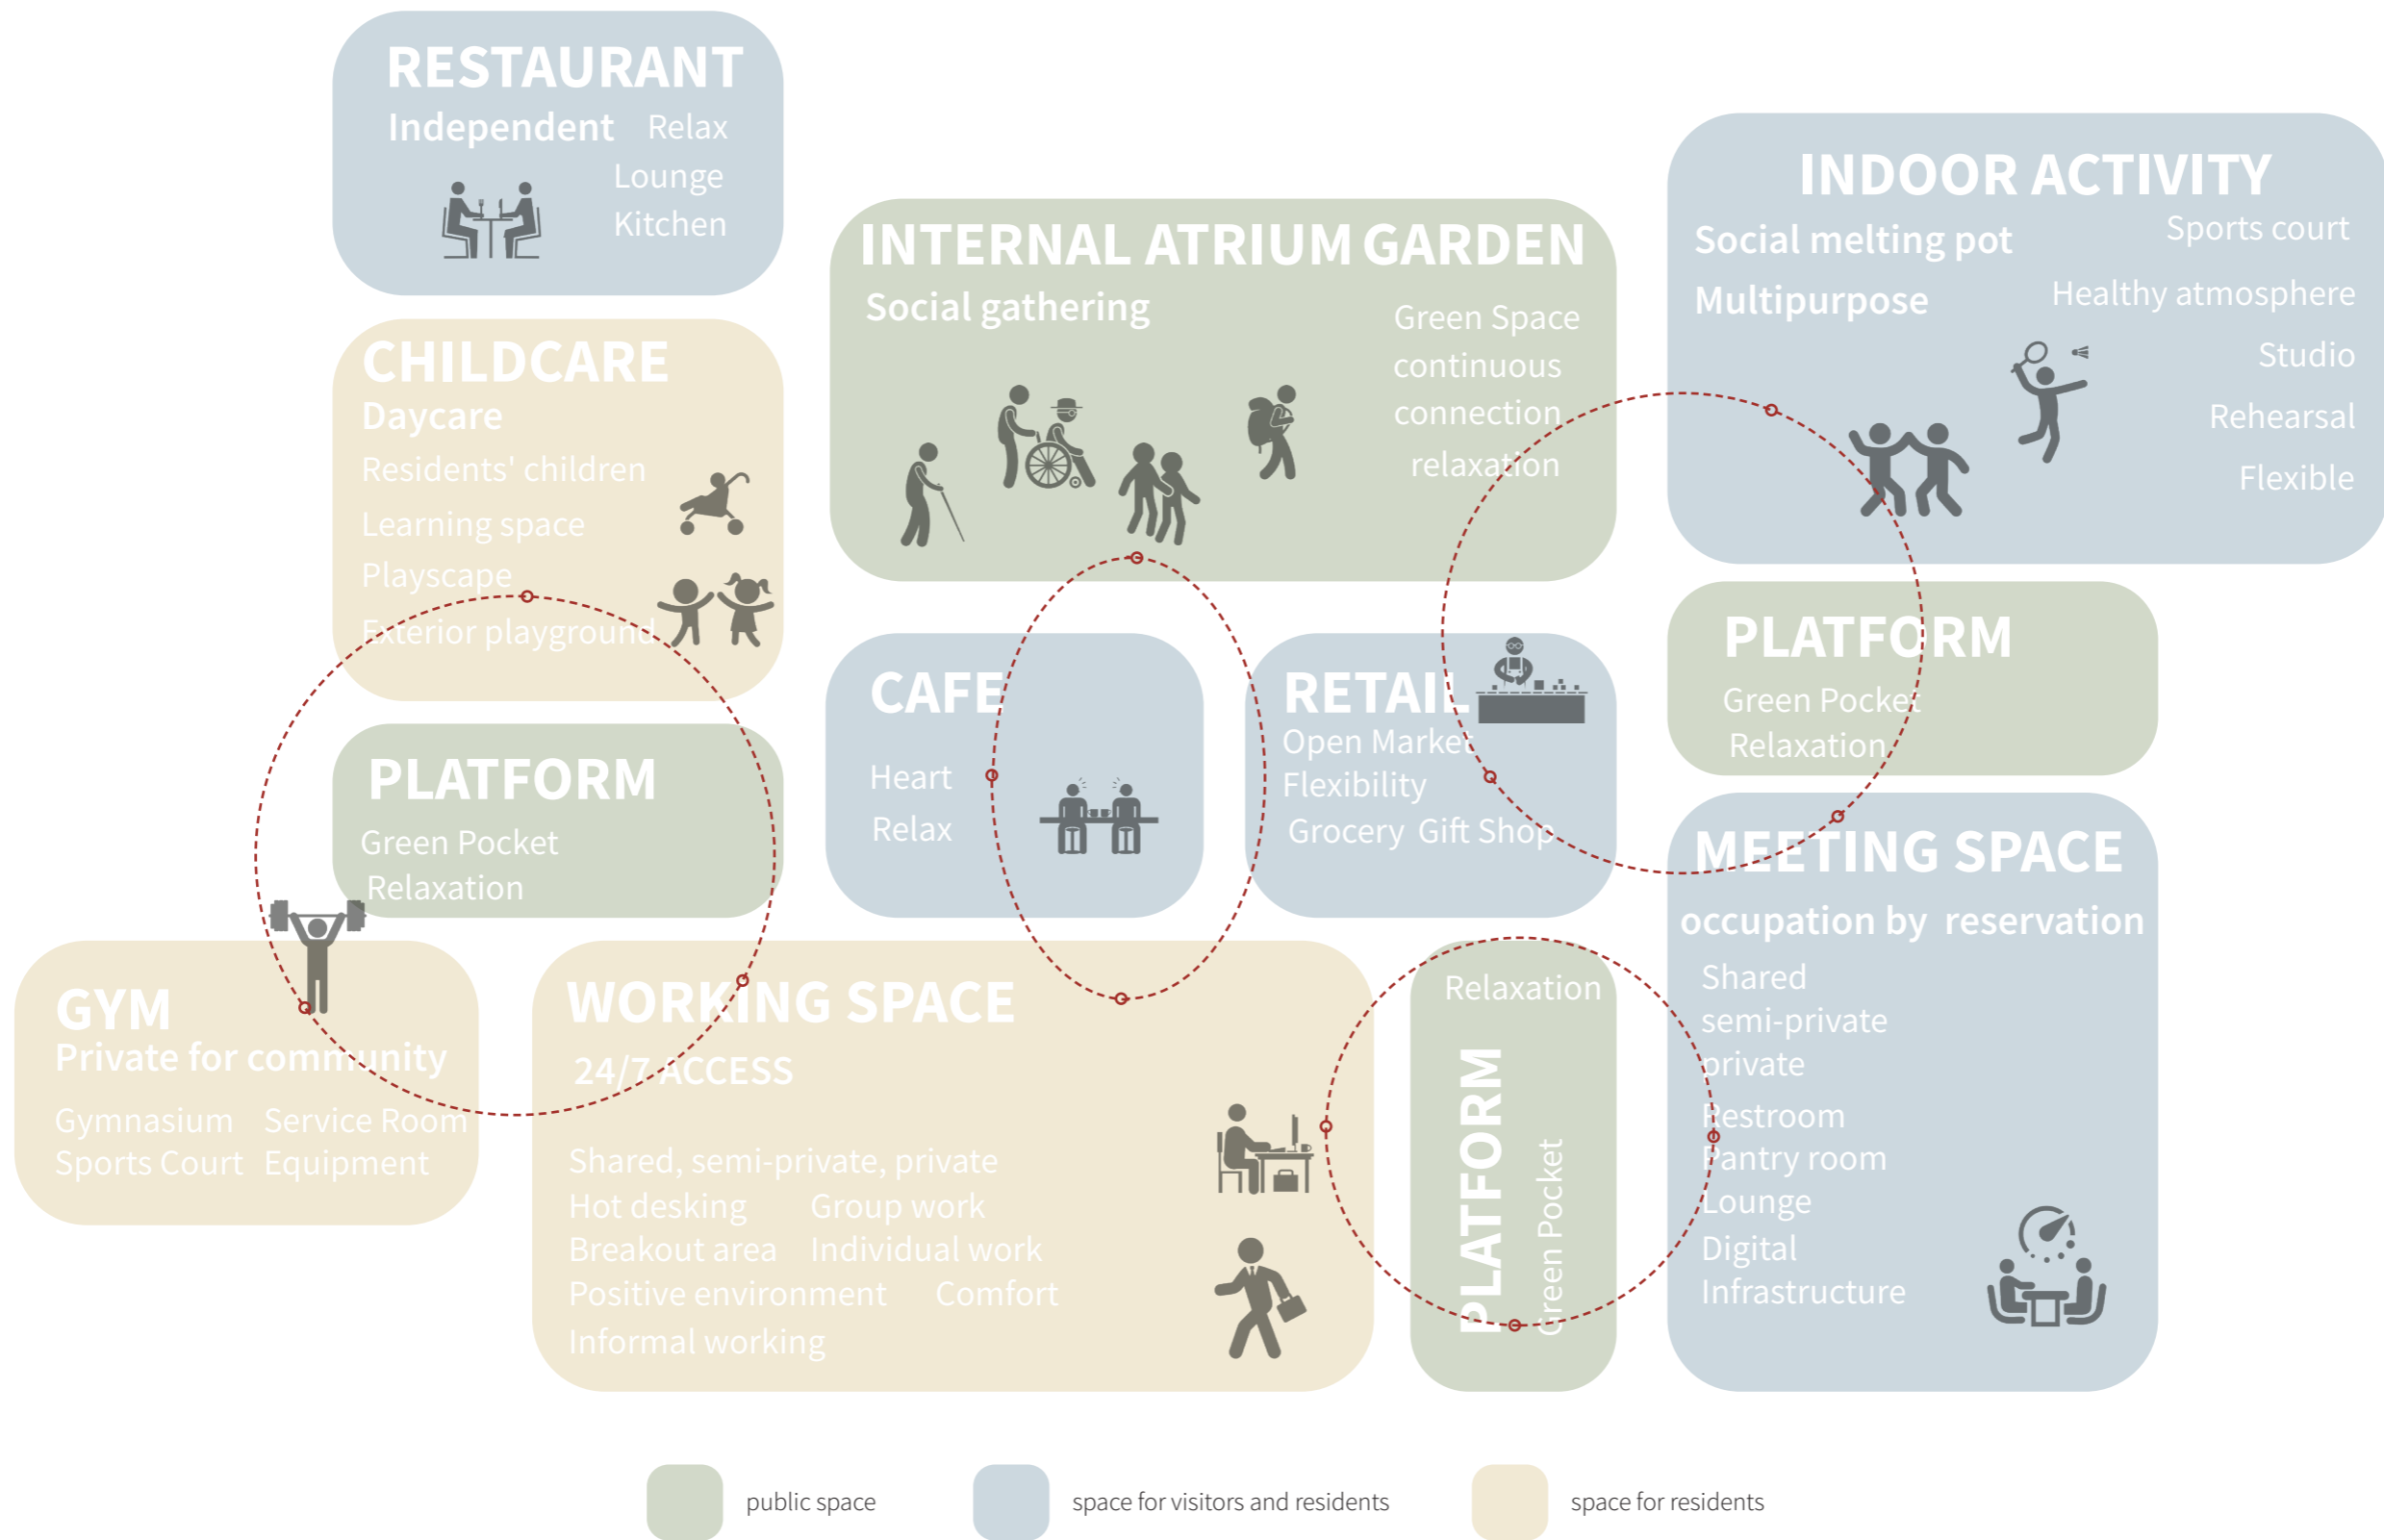 RESTAURANT
Independent Relax
Lounge
Kitchen
INTERNAL ATRIUM GARDEN
Social gathering
Green Space
continuous
connection
relaxation
INDOOR ACTIVITY
Social melting pot
Multipurpose
Sports court
Healthy atmosphere
Studio
Rehearsal
Flexible
CHILDCARE
Daycare
Residents' children
Learning space
Playscape
Exterior playground
CAFE
Heart
Relax
RETAIL
Open Market
Flexibility
Grocery Gift Shop
PLATFORM
Green Pocket
Relaxation
PLATFORM
Green Pocket
Relaxation
MEETING SPACE
occupation by reservation
Shared
semi-private
private
Restroom
Pantry room
Lounge
Digital
Infrastructure
GYM
Private for community
Gymnasium Service Room
Sports Court Equipment
WORKING SPACE
24/7 ACCESS
Shared, semi-private, private
Hot desking Group work
Breakout area Individual work
Positive environment Comfort
Informal working
Relaxation
PLATFORM
Green Pocket
public space
space for visitors and residents
space for residents